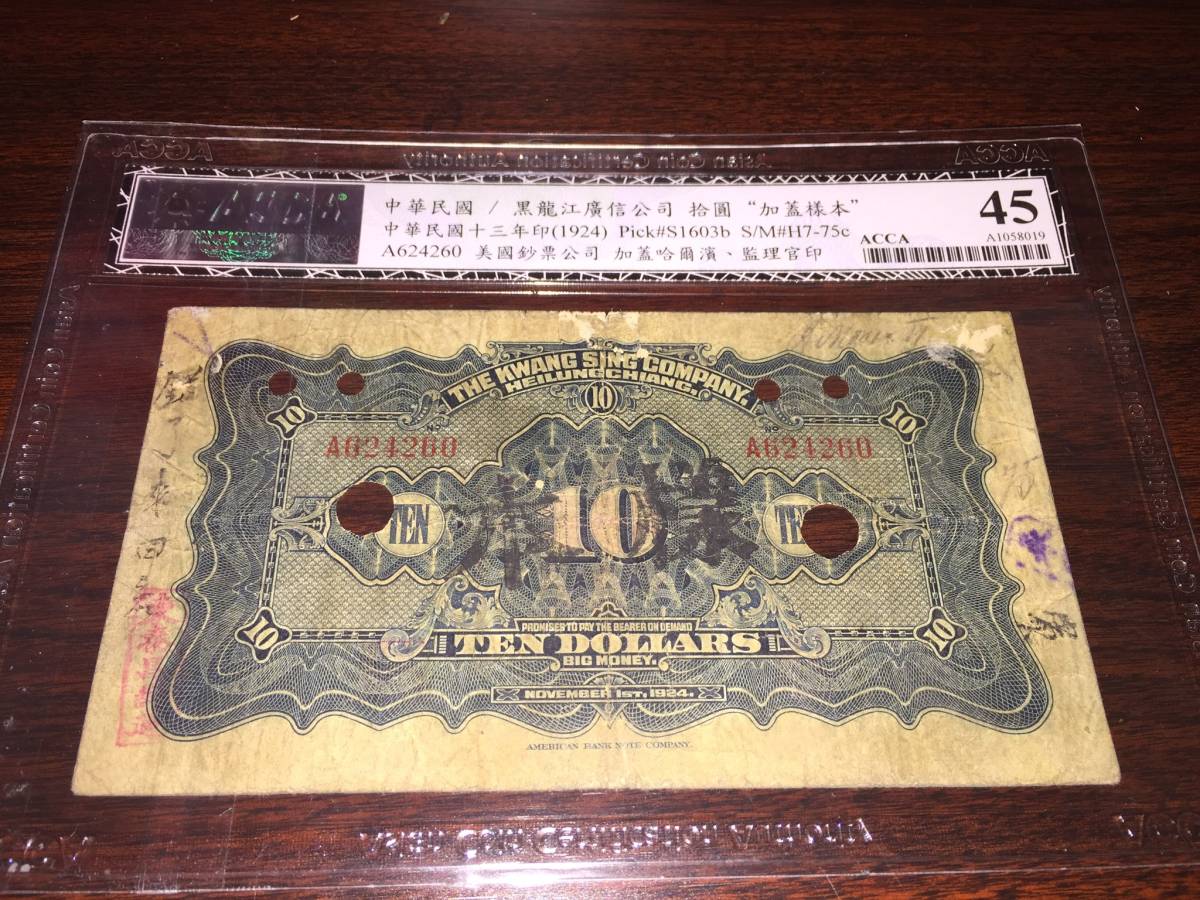 ACCA Asian Coin Certification Authority ACCA
中華民國 / 黑龍江廣信公司 拾圓 “加蓋樣本”
45
中華民國十三年印(1924) Pick#S1603b S/M#H7-75c
ACCA A1058019
A624260 美國鈔票公司 加蓋哈爾濱、監理官印
THE KWANG SING COMPANY.
HEILUNGCHIANG.
10 10 10
No No
A624260 A624260
TEN 10 TEN
樣本
PROMISES TO PAY THE BEARER ON DEMAND
10 TEN DOLLARS 10
BIG MONEY.
NOVEMBER 1ST, 1924.
AMERICAN BANK NOTE COMPANY.